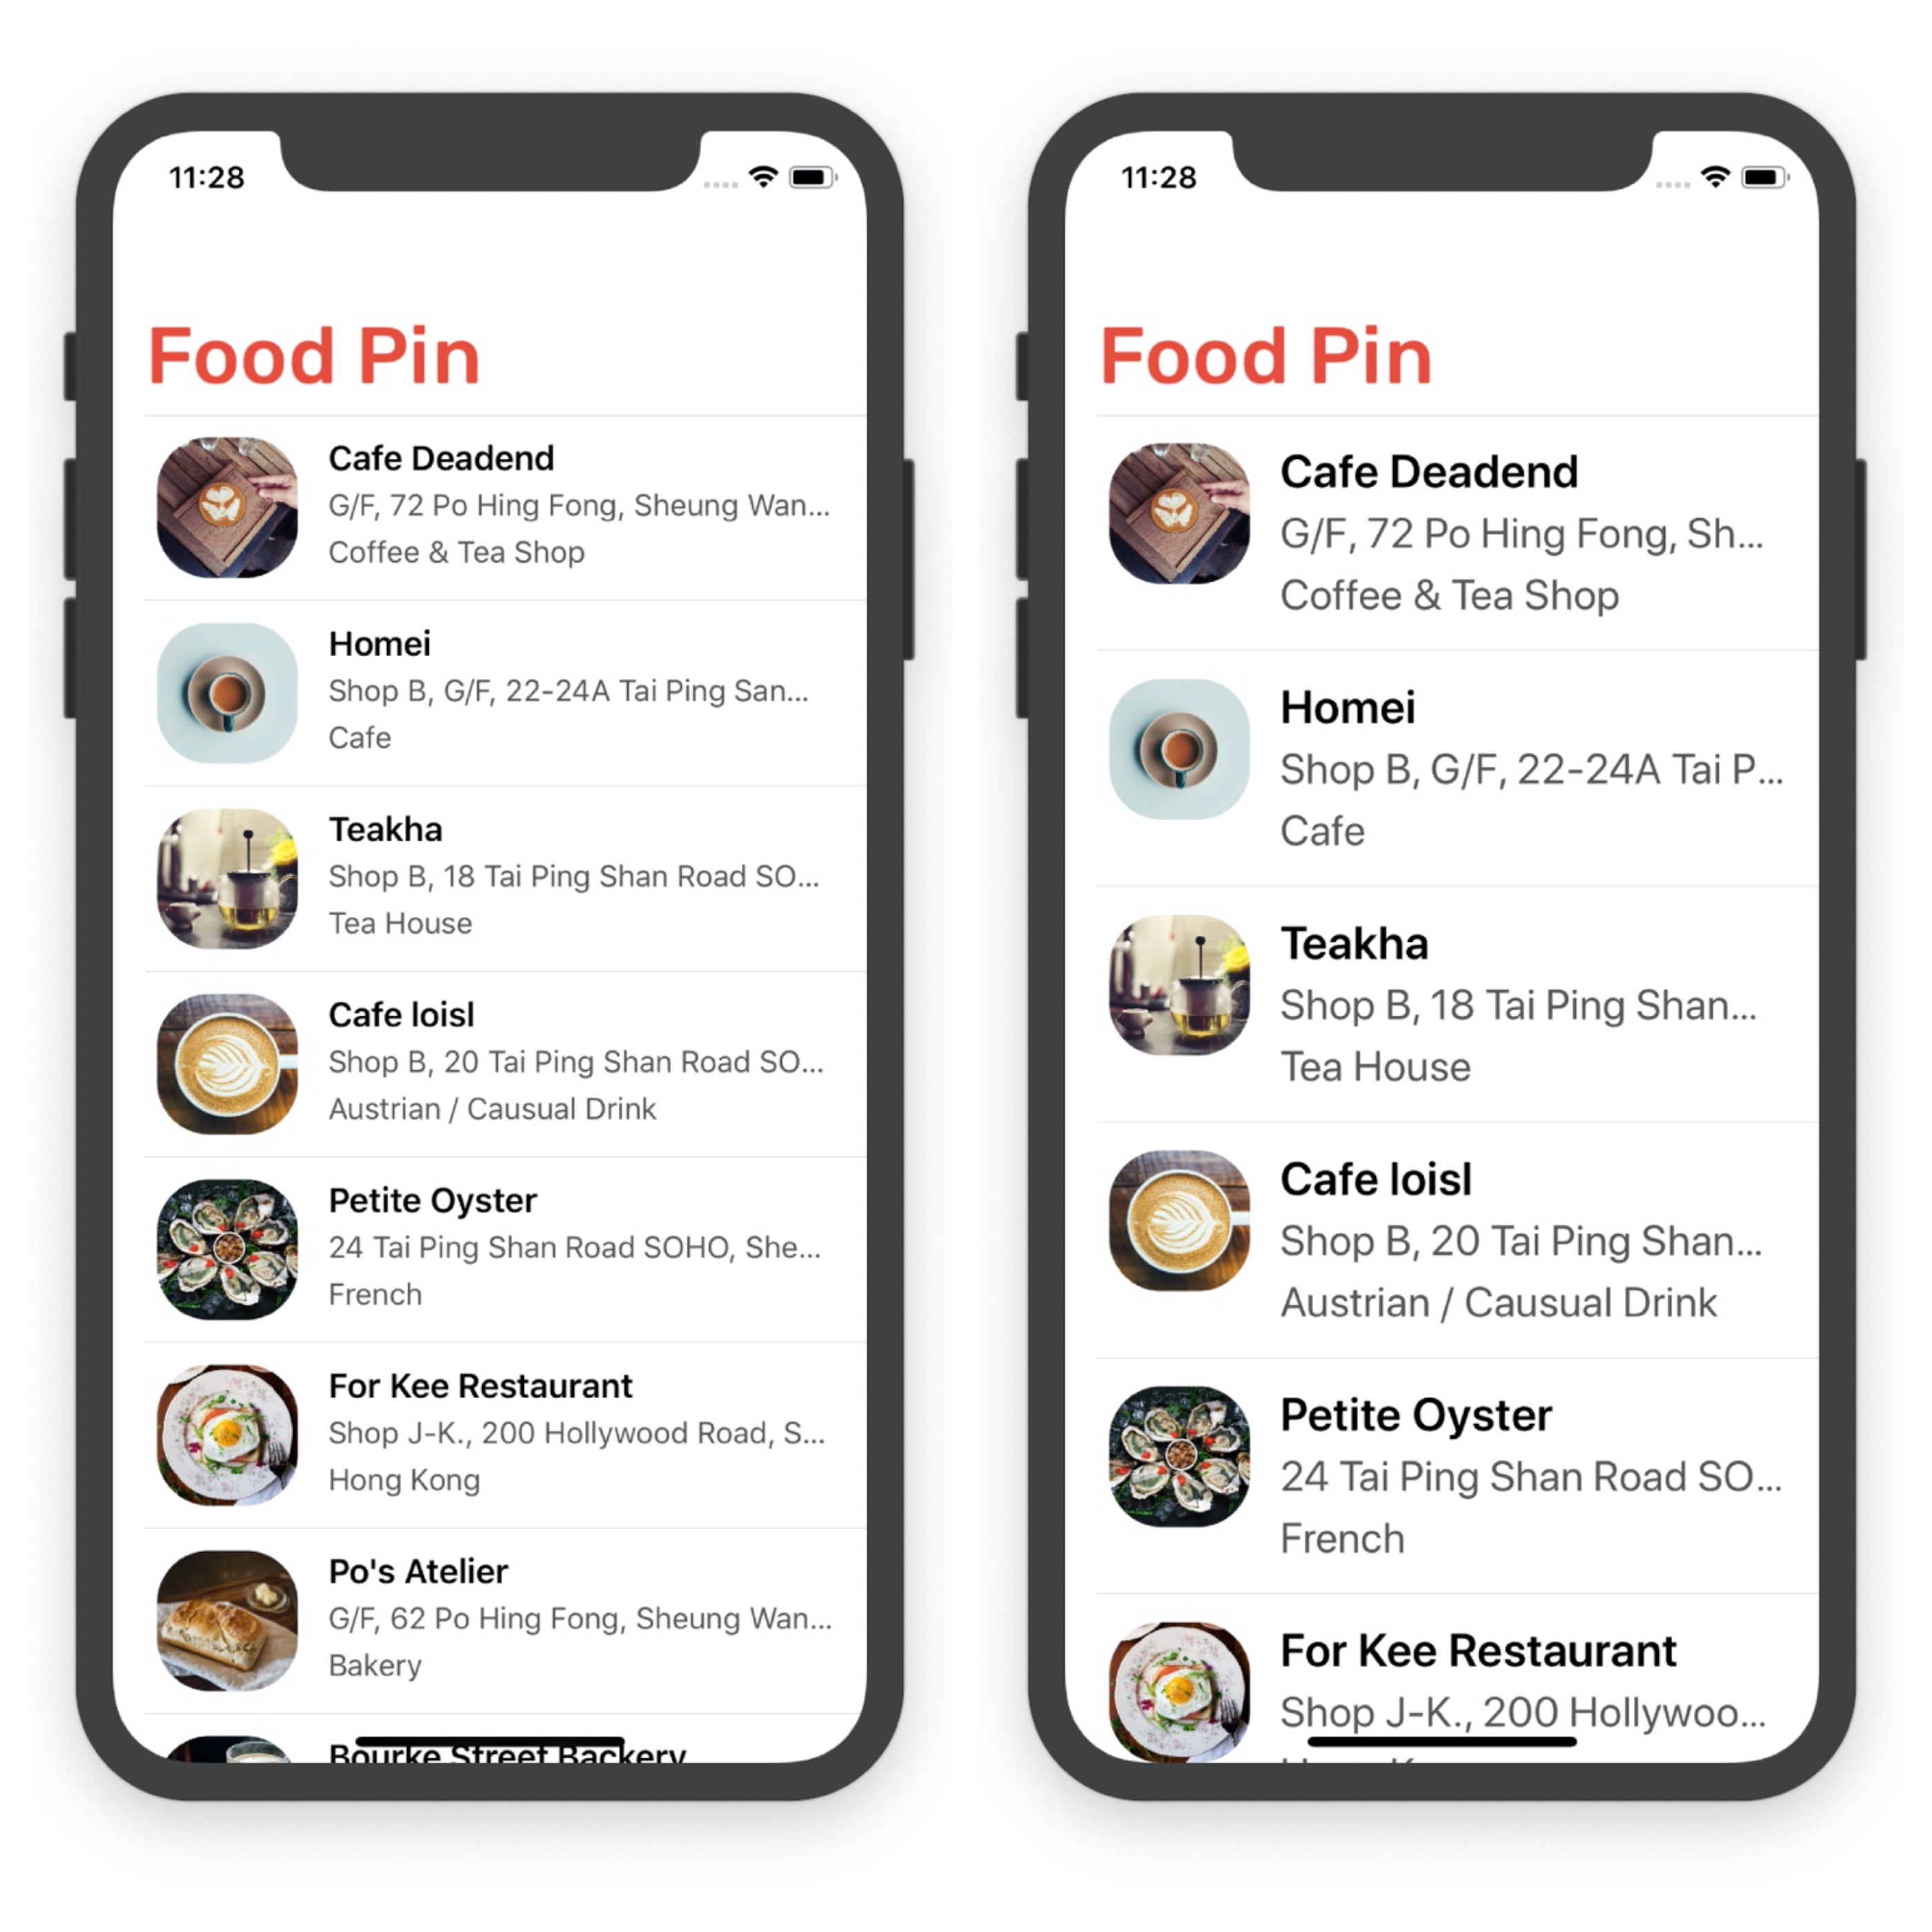 11:28
Food Pin
Cafe Deadend
G/F, 72 Po Hing Fong, Sheung Wan...
Coffee & Tea Shop
Homei
Shop B, G/F, 22-24A Tai Ping San...
Cafe
Teakha
Shop B, 18 Tai Ping Shan Road SO...
Tea House
Cafe loisl
Shop B, 20 Tai Ping Shan Road SO...
Austrian / Causual Drink
Petite Oyster
24 Tai Ping Shan Road SOHO, She...
French
For Kee Restaurant
Shop J-K., 200 Hollywood Road, S...
Hong Kong
Po's Atelier
G/F, 62 Po Hing Fong, Sheung Wan...
Bakery
Bourke Street Backery
11:28
Food Pin
Cafe Deadend
G/F, 72 Po Hing Fong, Sh...
Coffee & Tea Shop
Homei
Shop B, G/F, 22-24A Tai P...
Cafe
Teakha
Shop B, 18 Tai Ping Shan...
Tea House
Cafe loisl
Shop B, 20 Tai Ping Shan...
Austrian / Causual Drink
Petite Oyster
24 Tai Ping Shan Road SO...
French
For Kee Restaurant
Shop J-K., 200 Hollywoo...